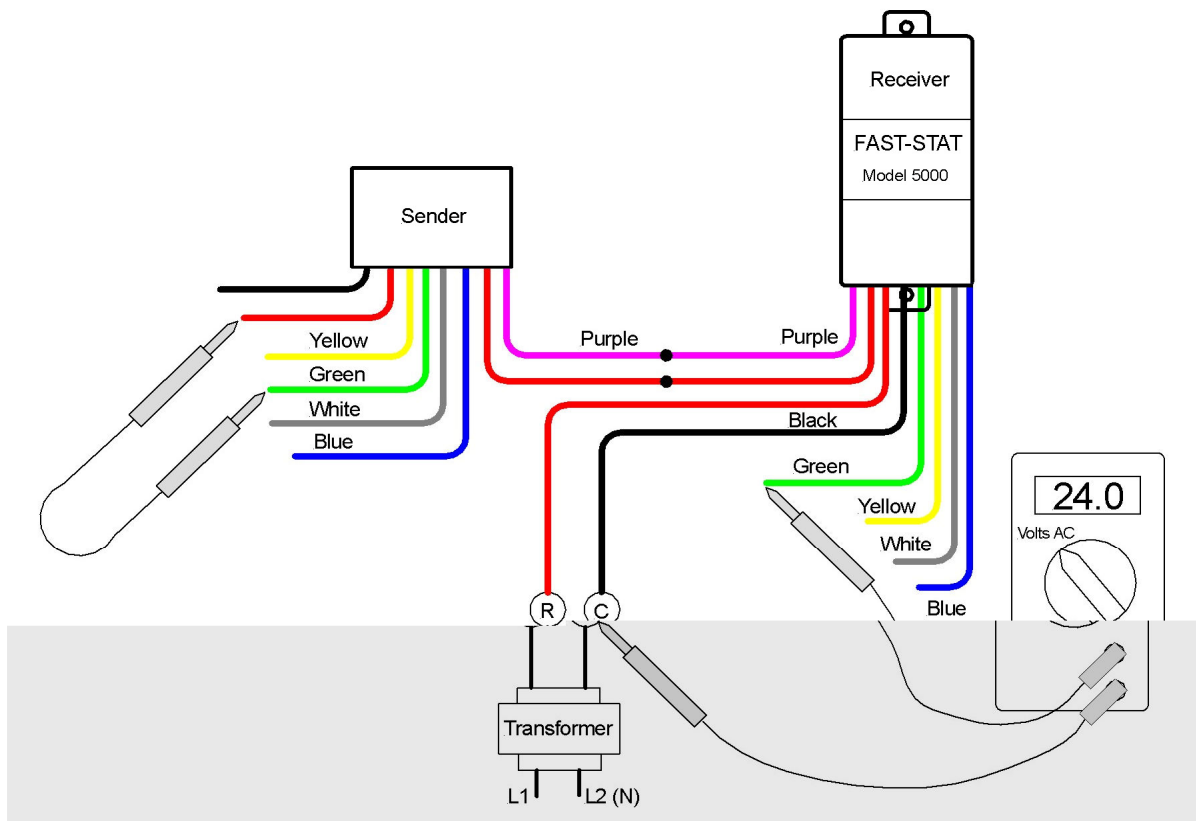 Receiver
FAST-STAT
Model 5000
Sender
Yellow
Green
White
Blue
Purple
Purple
Black
Green
Yellow
White
Blue
24.0
Volts AC
R
C
Transformer
L1
L2 (N)